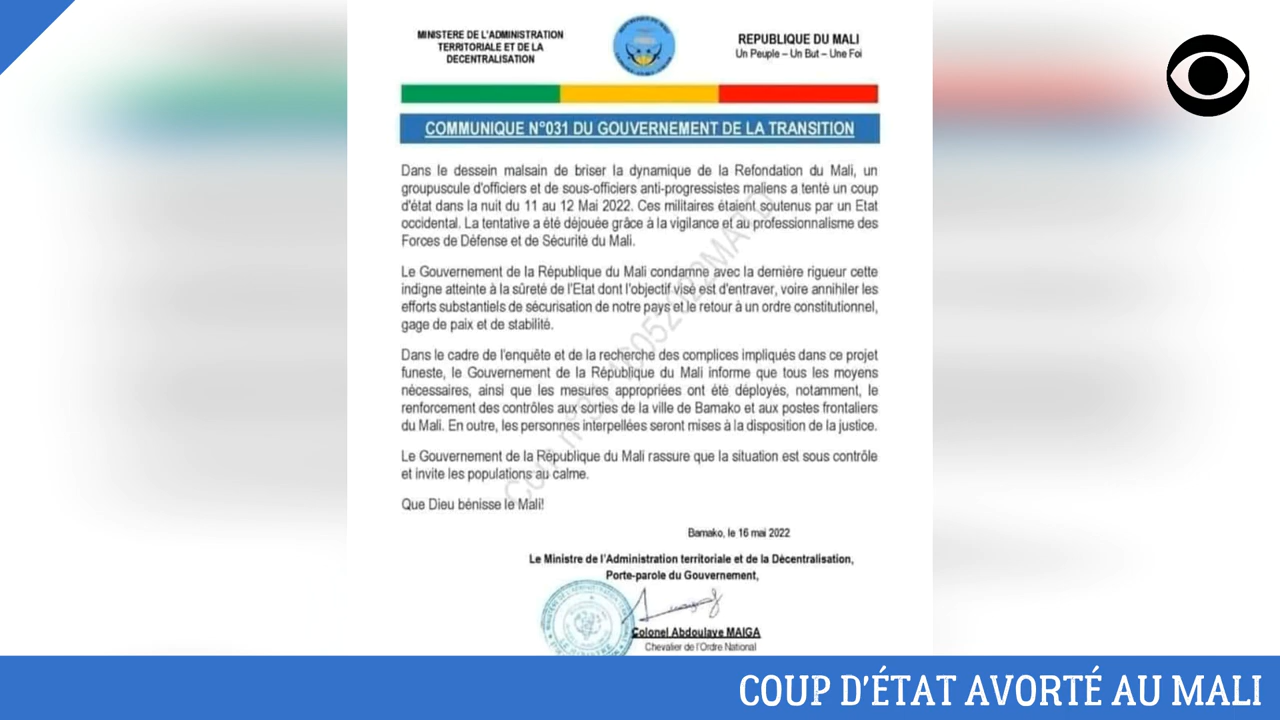 MINISTERE DE L'ADMINISTRATION
TERRITORIALE ET DE LA
DECENTRALISATION
REPUBLIQUE DU MALI
Un Peuple – Un But – Une Foi
COMMUNIQUE N°031 DU GOUVERNEMENT DE LA TRANSITION
Dans le dessein malsain de briser la dynamique de la Refondation du Mali, un
groupuscule d'officiers et de sous-officiers anti-progressistes maliens a tenté un coup
d'état dans la nuit du 11 au 12 Mai 2022. Ces militaires étaient soutenus par un Etat
occidental. La tentative a été déjouée grâce à la vigilance et au professionnalisme des
Forces de Défense et de Sécurité du Mali.
Le Gouvernement de la République du Mali condamne avec la dernière rigueur cette
indigne atteinte à la sûreté de l'Etat dont l'objectif visé est d'entraver, voire annihiler les
efforts substantiels de sécurisation de notre pays et le retour à un ordre constitutionnel,
gage de paix et de stabilité.
Dans le cadre de l'enquête et de la recherche des complices impliqués dans ce projet
funeste, le Gouvernement de la République du Mali informe que tous les moyens
nécessaires, ainsi que les mesures appropriées ont été déployés, notamment, le
renforcement des contrôles aux sorties de la ville de Bamako et aux postes frontaliers
du Mali. En outre, les personnes interpellées seront mises à la disposition de la justice.
Le Gouvernement de la République du Mali rassure que la situation est sous contrôle
et invite les populations au calme.
Que Dieu bénisse le Mali!
Bamako, le 16 mai 2022
Le Ministre de l'Administration territoriale et de la Décentralisation,
Porte-parole du Gouvernement,
Colonel Abdoulaye MAIGA
Chevalier de l'Ordre National
COUP D'ÉTAT AVORTÉ AU MALI